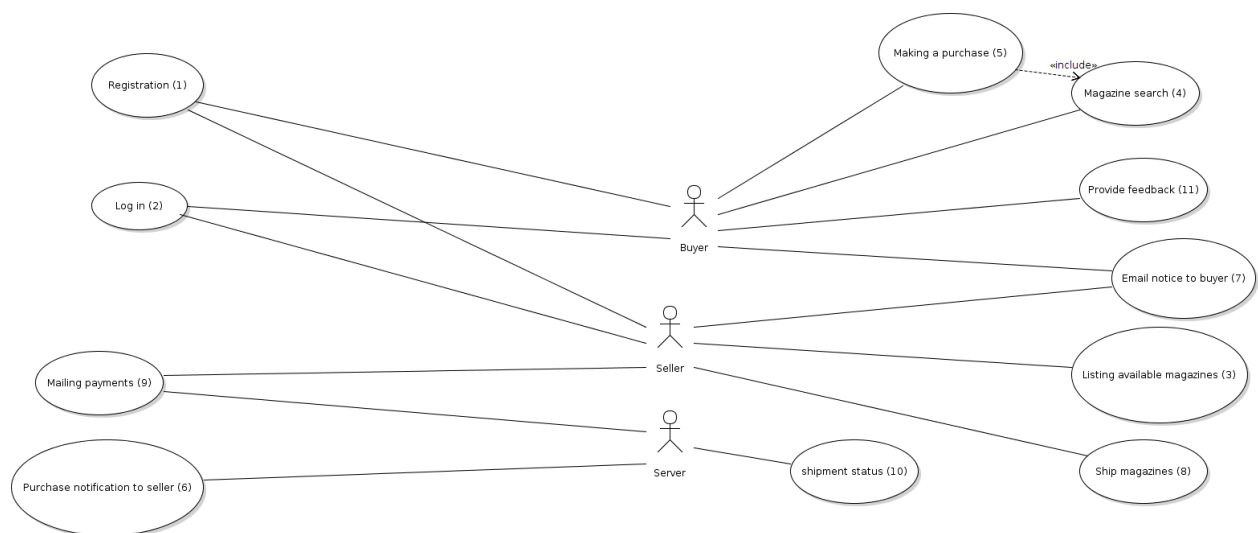 Making a purchase (5)
«include»
Registration (1)
Magazine search (4)
Provide feedback (11)
Log in (2)
Buyer
Email notice to buyer (7)
Seller
Listing available magazines (3)
Mailing payments (9)
Server
shipment status (10)
Ship magazines (8)
Purchase notification to seller (6)